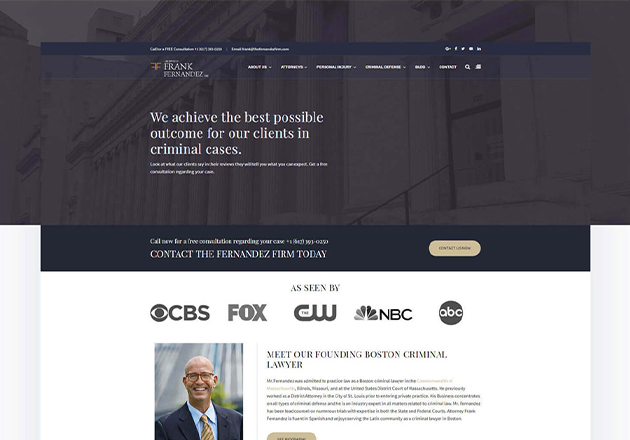 Call for a FREE Consultation +1 (617) 393-0250 | Email frank@thefernandezfirm.com
FRANK
FERNANDEZ
ABOUT US
ATTORNEYS
PERSONAL INJURY
CRIMINAL DEFENSE
BLOG
CONTACT
We achieve the best possible
outcome for our clients in
criminal cases.
Look at what our clients say in their reviews they will tell you what you can expect. Get a free
consultation regarding your case.
Call now for a free consultation regarding your case +1 (617) 393-0250
CONTACT THE FERNANDEZ FIRM TODAY
CONTACT US NOW
AS SEEN BY
CBS
FOX
THE CW
NBC
abc
MEET OUR FOUNDING BOSTON CRIMINAL
LAWYER
Mr. Fernandez was admitted to practice law as a Boston criminal lawyer in the Commonwealth of
Massachusetts, Illinois, Missouri, and at the United States District Court of Massachusetts. He previously
worked as a District Attorney in the City of St. Louis prior to entering private practice. His Business concentrates
small types of criminal defense and he is an industry expert in all matters related to criminal law. Mr. Fernandez
has been lead counsel on numerous trials with expertise in both the State and Federal Courts. Attorney Frank
Fernandez is fluent in Spanish and enjoys serving the Latin community as a criminal lawyer in Boston.